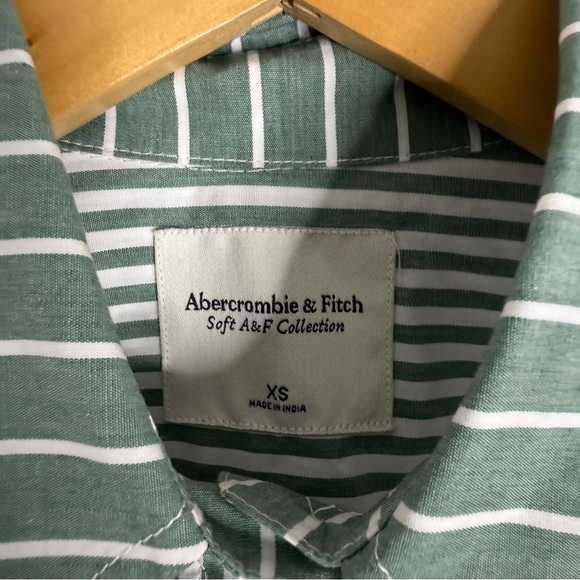 Abercrombie & Fitch
Soft A&F Collection
XS
MADE IN INDIA